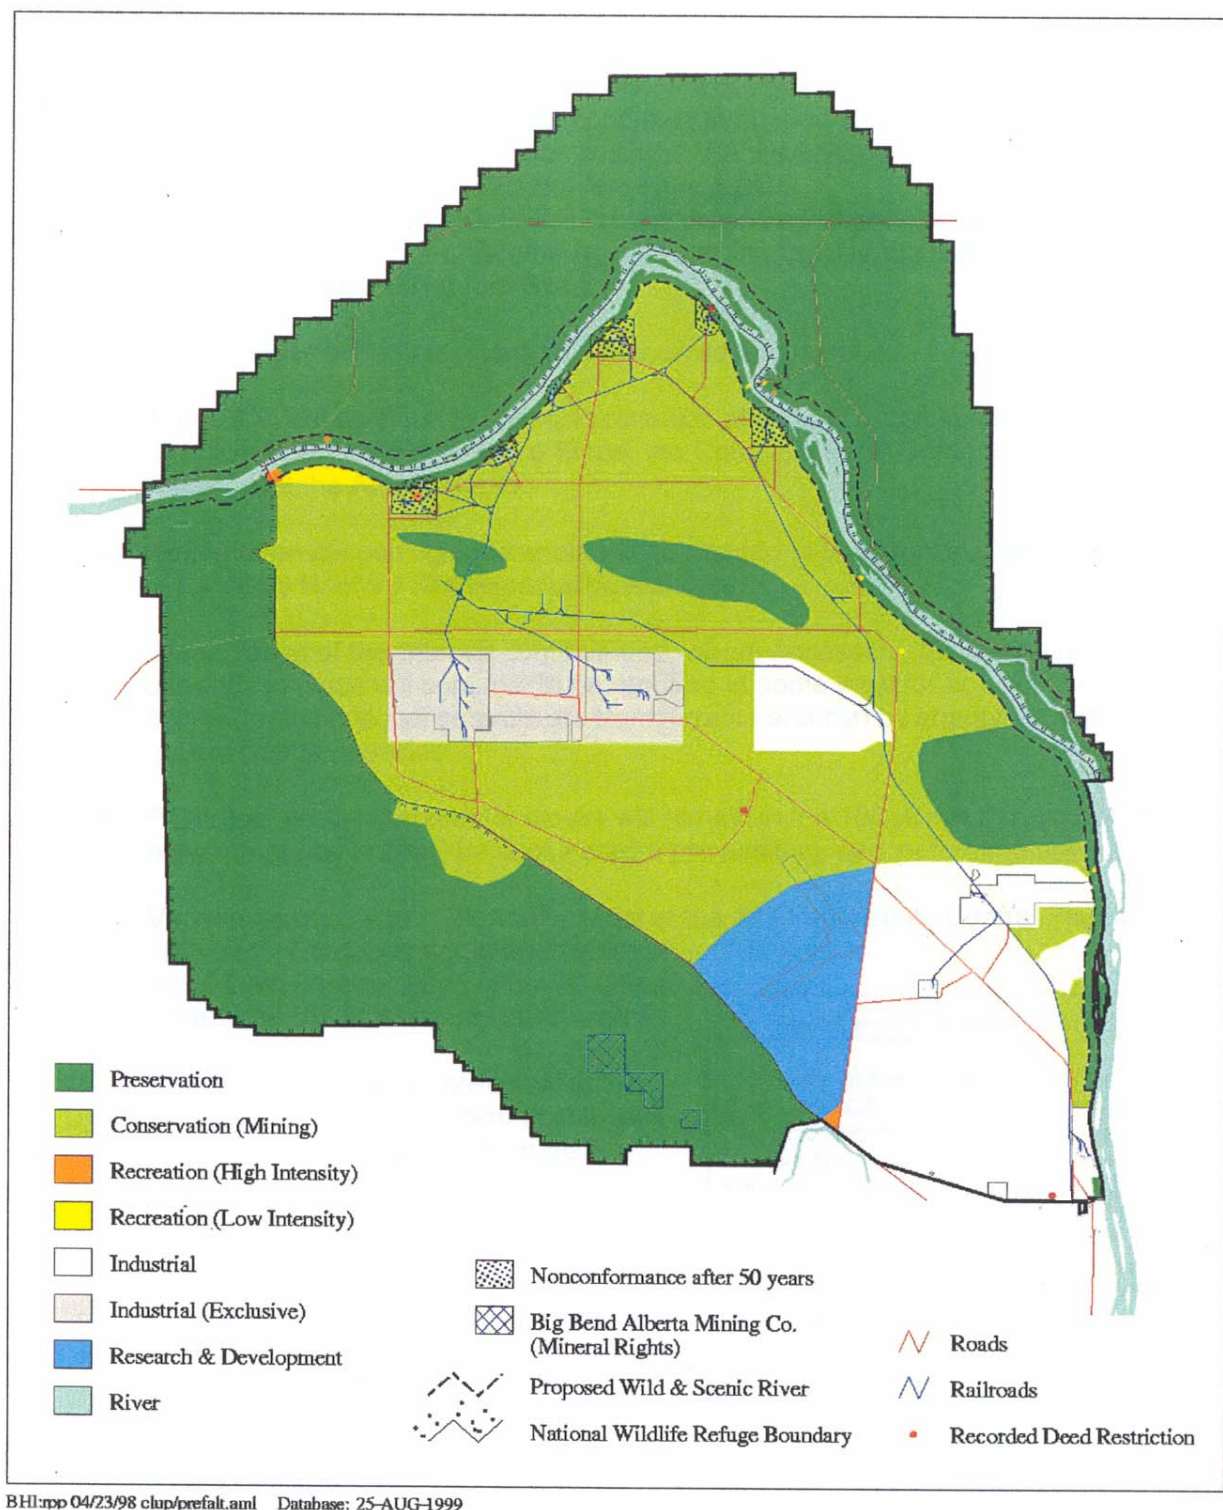 Preservation
Conservation (Mining)
Recreation (High Intensity)
Recreation (Low Intensity)
Industrial
Industrial (Exclusive)
Research & Development
River
Nonconformance after 50 years
Big Bend Alberta Mining Co.
(Mineral Rights)
Proposed Wild & Scenic River
National Wildlife Refuge Boundary
Roads
Railroads
Recorded Deed Restriction
BHI:rpp 04/23/98 clup/prefalt.aml Database: 25-AUG-1999